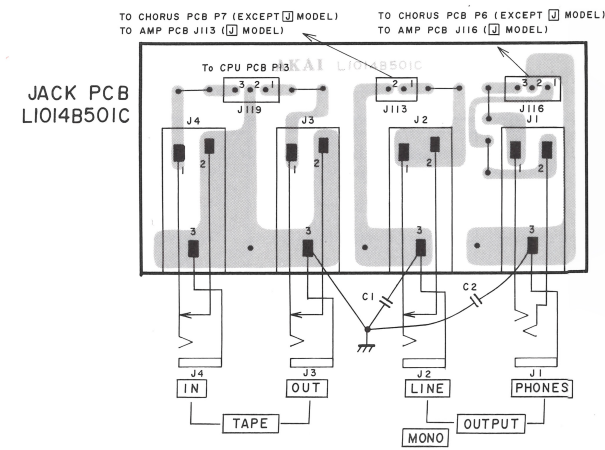 TO CHORUS PCB P7 (EXCEPT J MODEL)
TO AMP PCB J113 (J MODEL)
TO CHORUS PCB P6 (EXCEPT J MODEL)
TO AMP PCB J116 (J MODEL)
JACK PCB
L1014B501C
To CPU PCB P13
AKAI L1014B501C
3 2 1
J119
2 1
J113
3 2 1
J116
J4
J3
J2
J1
1 2
1 2
1 2
1 2
3
3
3
3
C1
C2
J4
J3
J2
J1
IN
OUT
LINE
PHONES
TAPE
OUTPUT
MONO